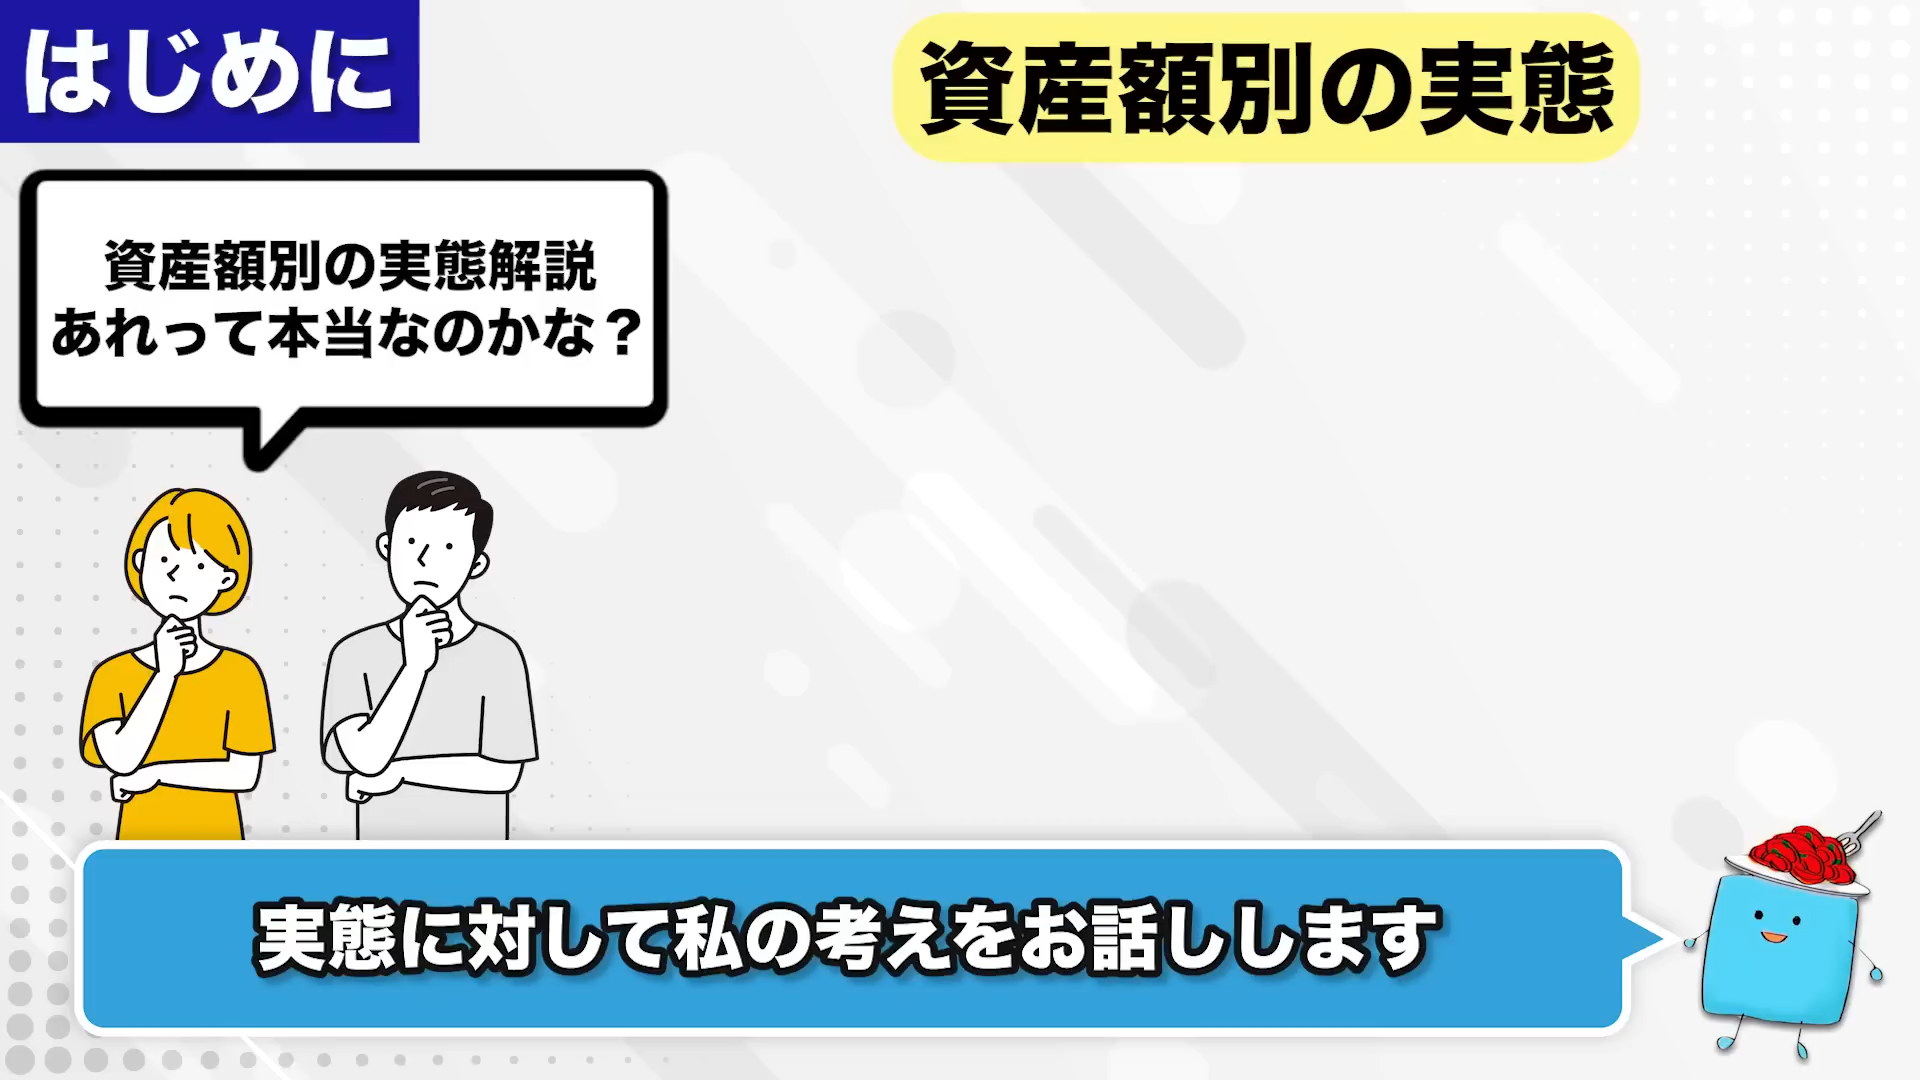 はじめに
資産額別の実態
資産額別の実態解説
あれって本当なのかな？
実態に対して私の考えをお話しします